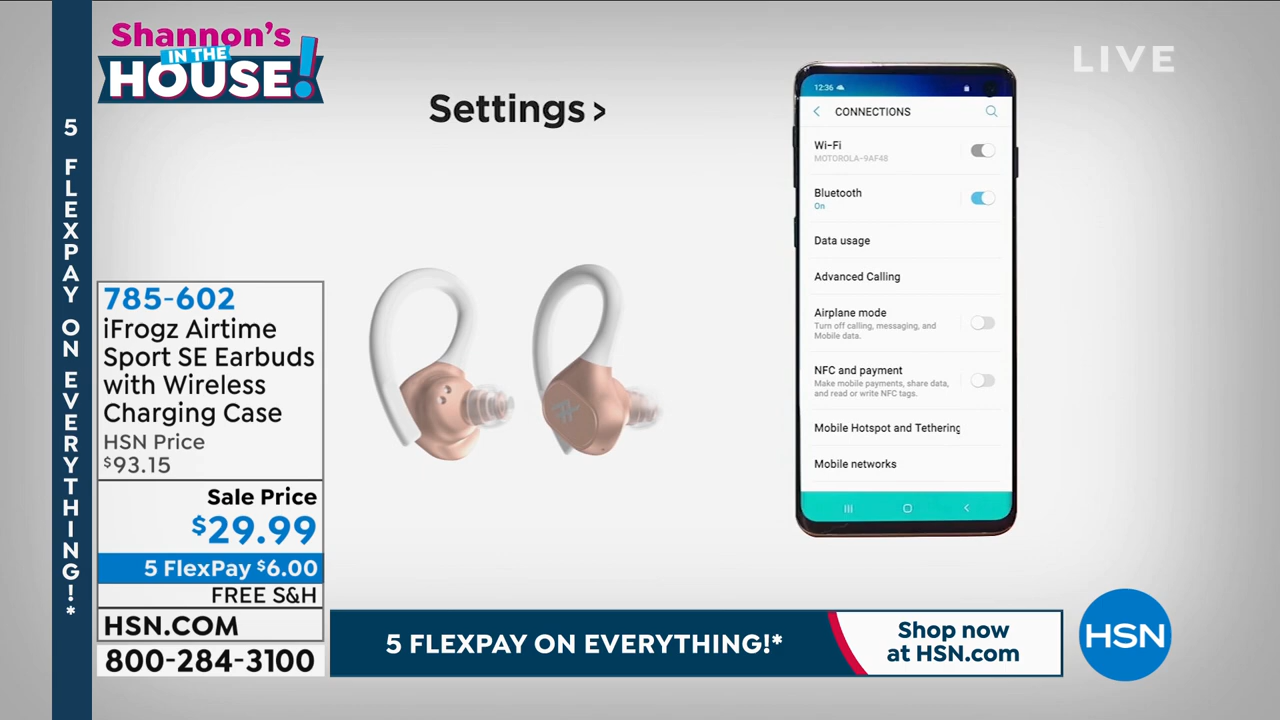 Shannon's
IN THE
HOUSE!
LIVE
Settings >
5 FLEXPAY ON EVERYTHING!*
12:36
CONNECTIONS
Wi-Fi
MOTOROLA-9AF48
Bluetooth
On
Data usage
Advanced Calling
Airplane mode
Turn off calling, messaging, and
Mobile data.
NFC and payment
Make mobile payments, share data,
and read or write NFC tags.
Mobile Hotspot and Tethering
Mobile networks
785-602
iFrogz Airtime
Sport SE Earbuds
with Wireless
Charging Case
HSN Price
$93.15
Sale Price
$29.99
5 FlexPay $6.00
FREE S&H
HSN.COM
800-284-3100
5 FLEXPAY ON EVERYTHING!*
Shop now
at HSN.com
HSN